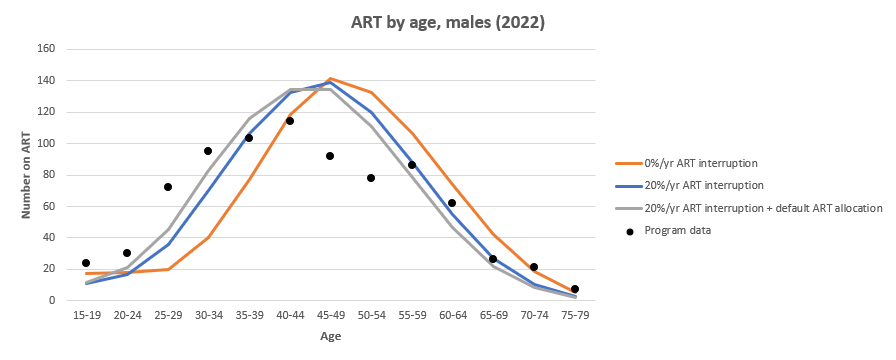 ART by age, males (2022)
160
140
120
100
80
60
40
20
0
Number on ART
15-19 20-24 25-29 30-34 35-39 40-44 45-49 50-54 55-59 60-64 65-69 70-74 75-79
Age
0%/yr ART interruption
20%/yr ART interruption
20%/yr ART interruption + default ART allocation
Program data